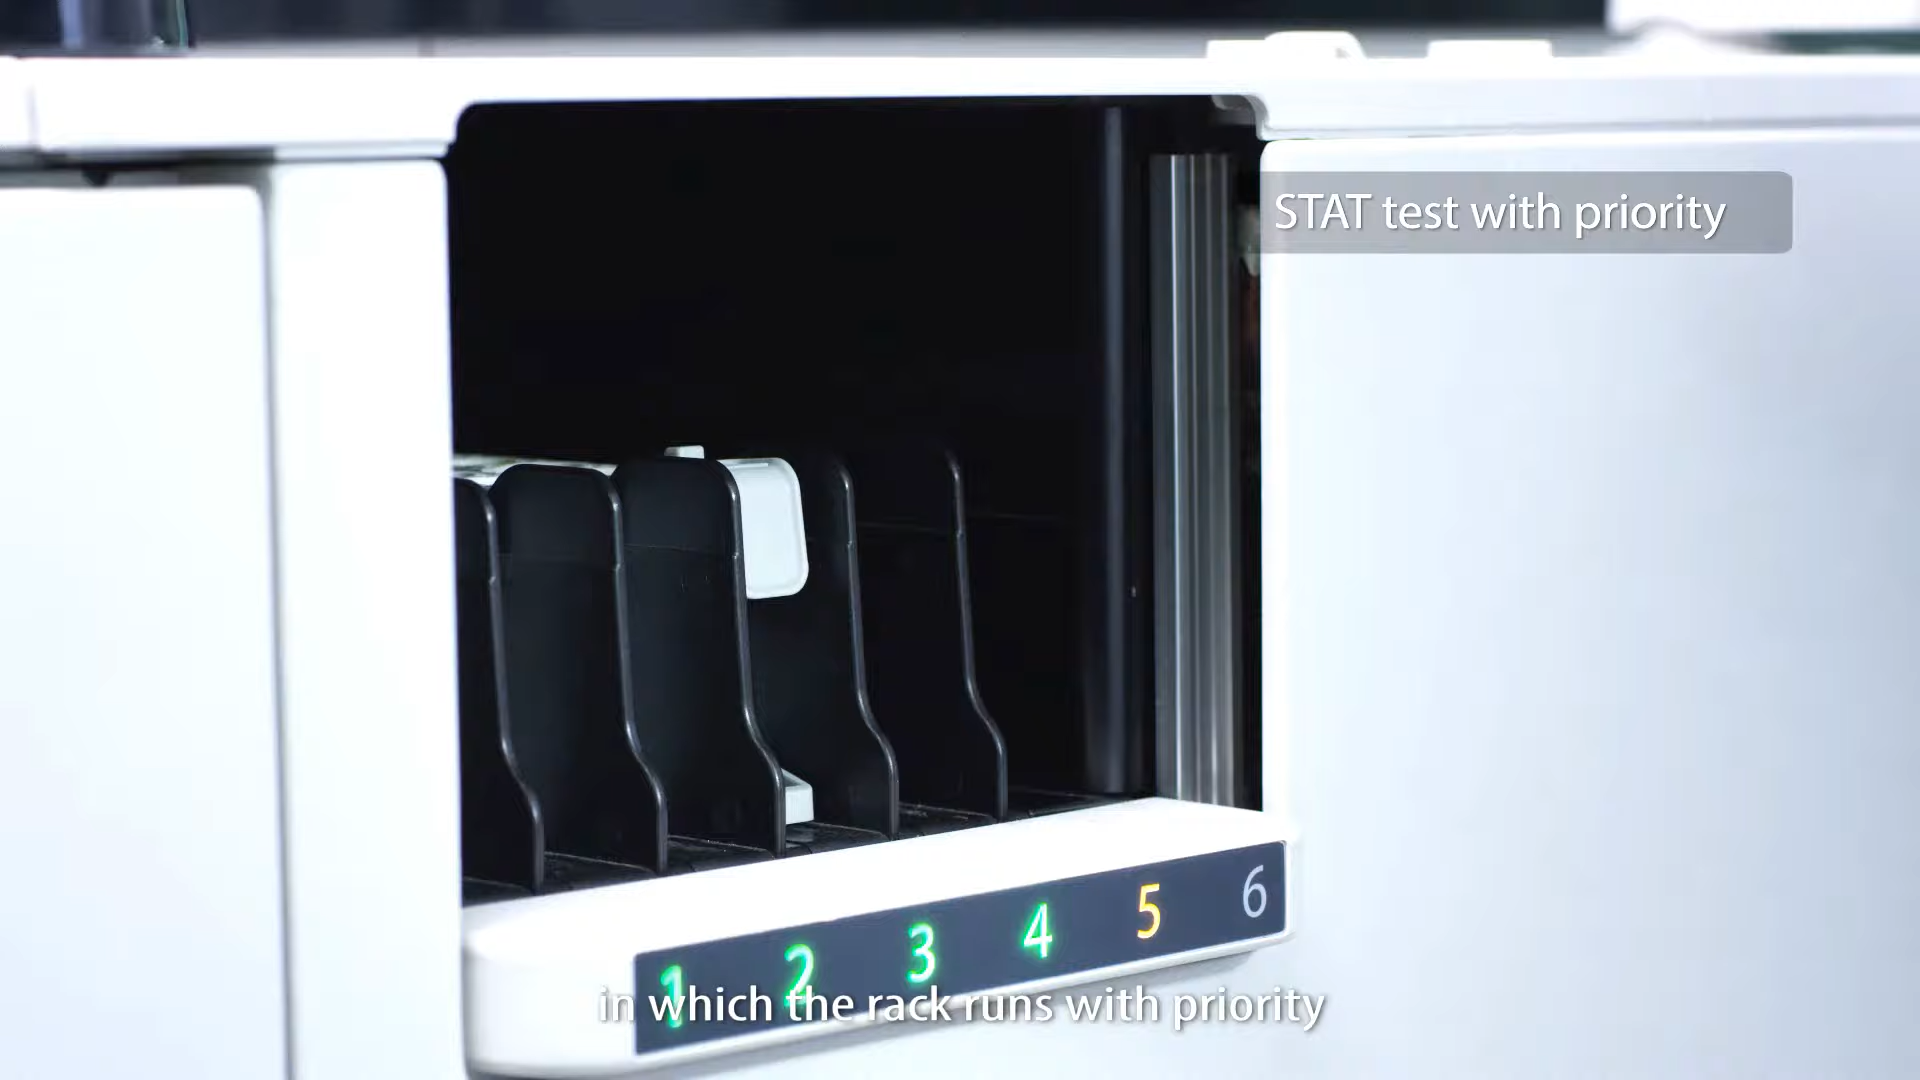 STAT test with priority
1 2 3 4 5 6
in which the rack runs with priority